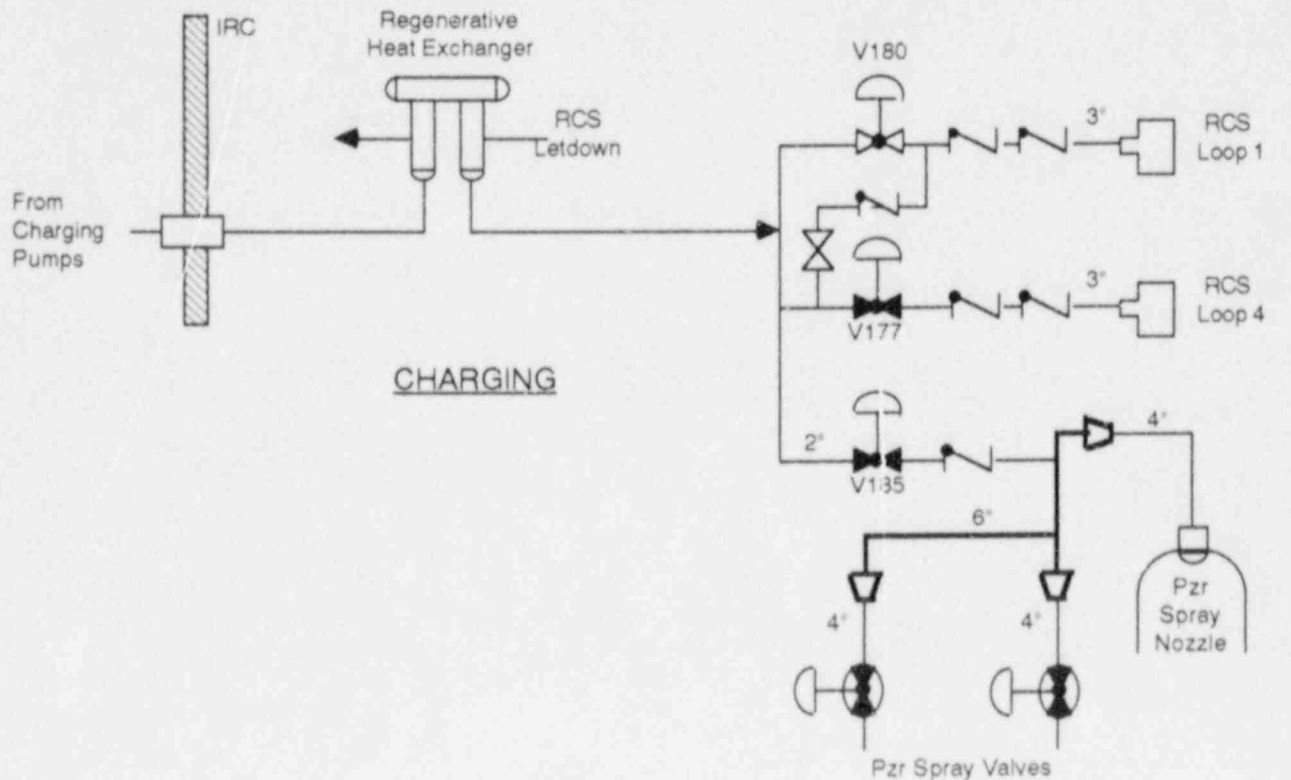 IRC
Regenerative
Heat Exchanger
V180
RCS
Letdown
3"
RCS
Loop 1
From
Charging
Pumps
3"
RCS
Loop 4
V177
CHARGING
4"
2"
V185
6"
Pzr
Spray
Nozzle
4"
4"
Pzr Spray Valves